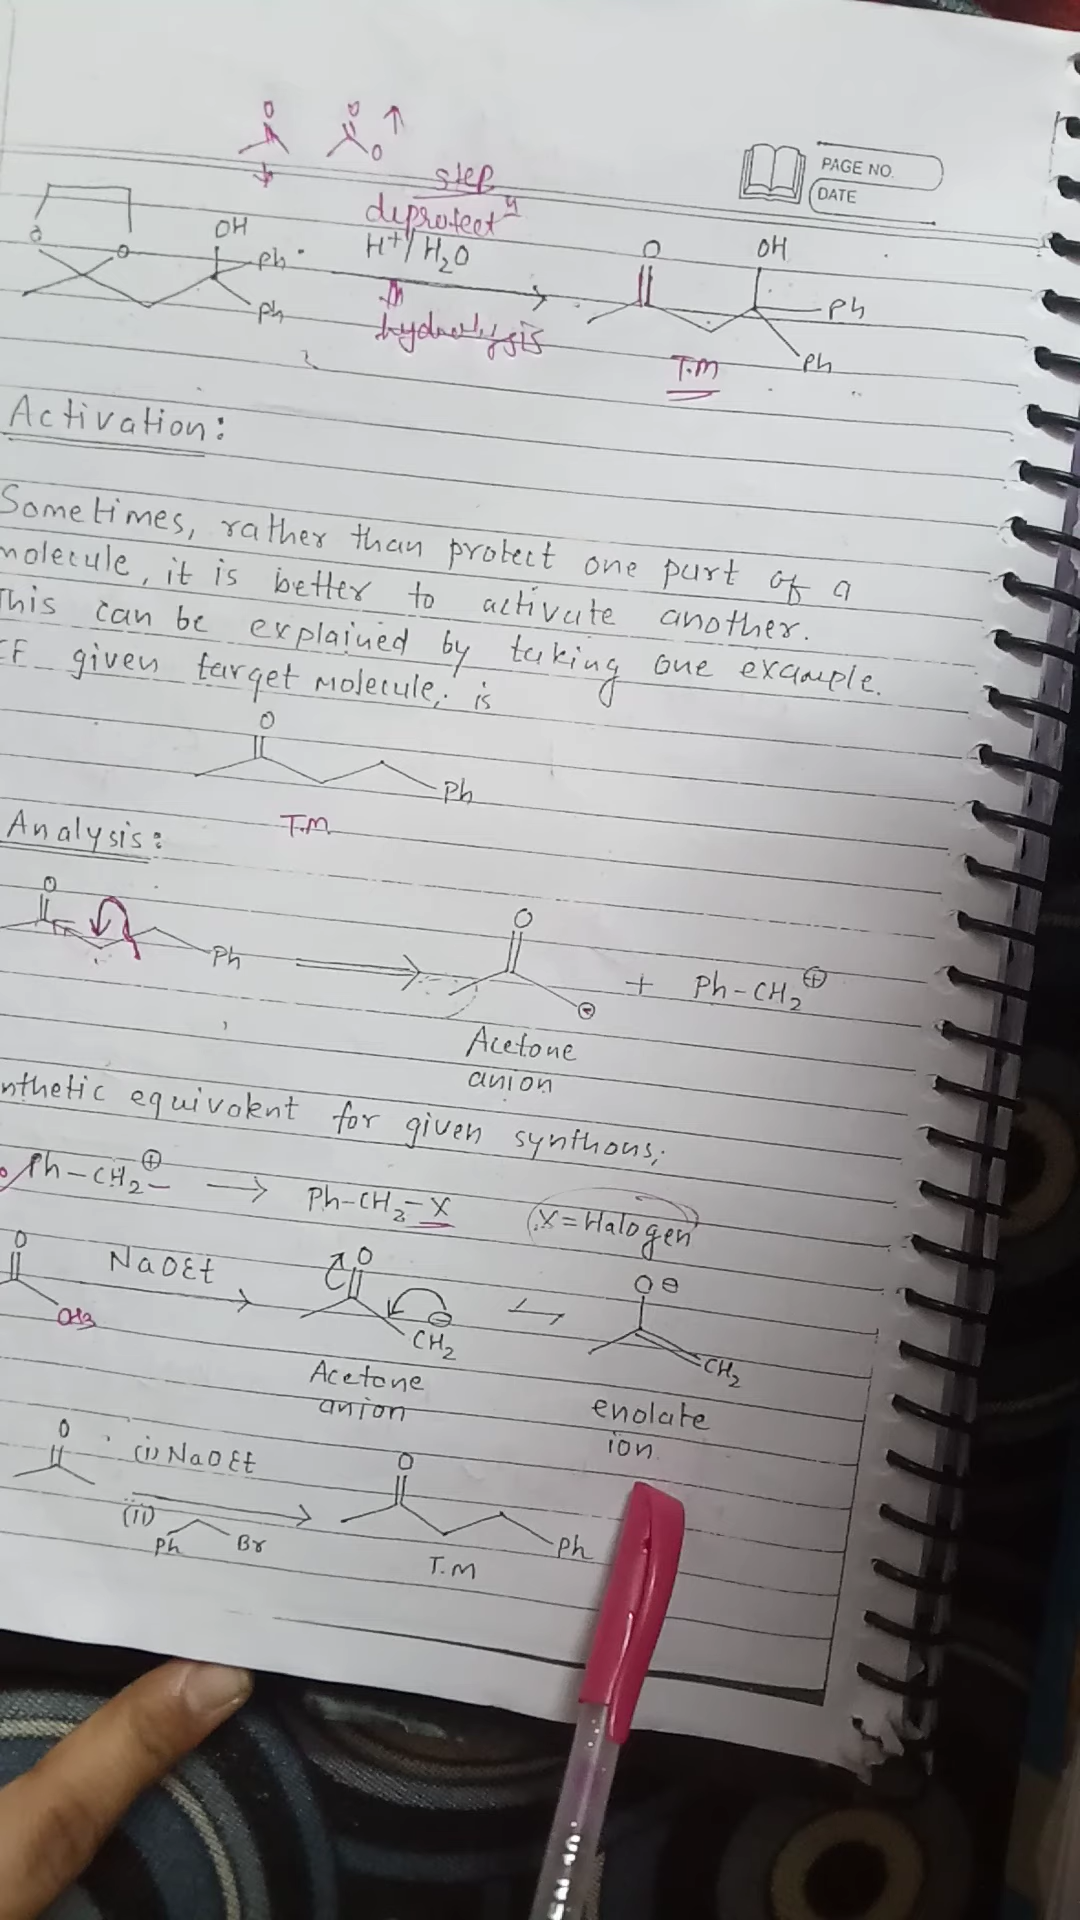 O O ↑
O
step
PAGE NO.
DATE
deprotectⁿ
H⁺/H₂O
hydrolysis
O O OH Ph Ph
O OH Ph Ph
T.M
Activation:
Sometimes, rather than protect one part of a
molecule, it is better to activate another.
This can be explained by taking one example.
given target molecule; is
O
Ph
T.M
Analysis:
O Ph
O ⊖ + Ph-CH₂⊕
Acetone
anion
nthetic equivalent for given synthons;
Ph-CH₂⊕ → Ph-CH₂-X (X=Halogen)
O CH₃ NaOEt O ⊖ CH₂ ⇌ O⊖ CH₂
Acetone
anion
enolate
ion
O (i) NaOEt O Ph
(ii) Ph Br
T.M